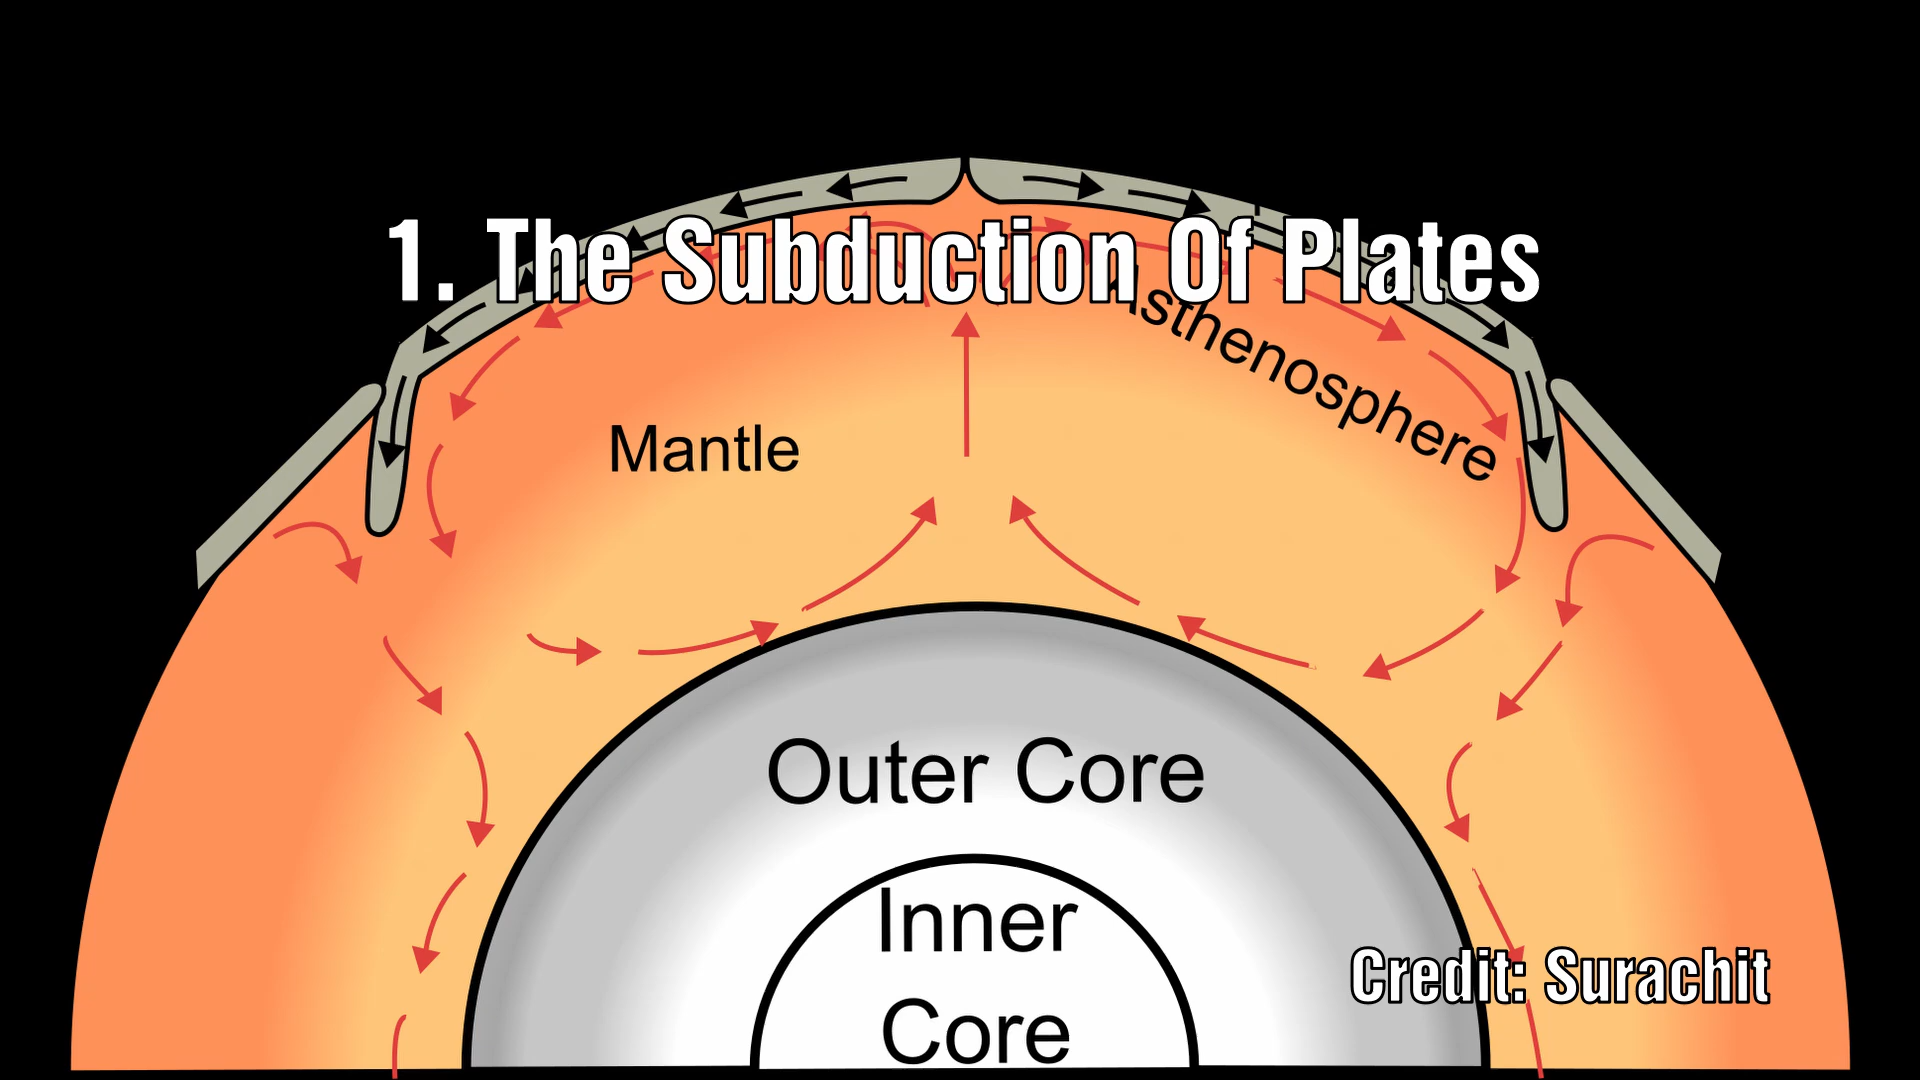 1. The Subduction Of Plates
Asthenosphere
Mantle
Outer Core
Inner
Core
Credit: Surachit